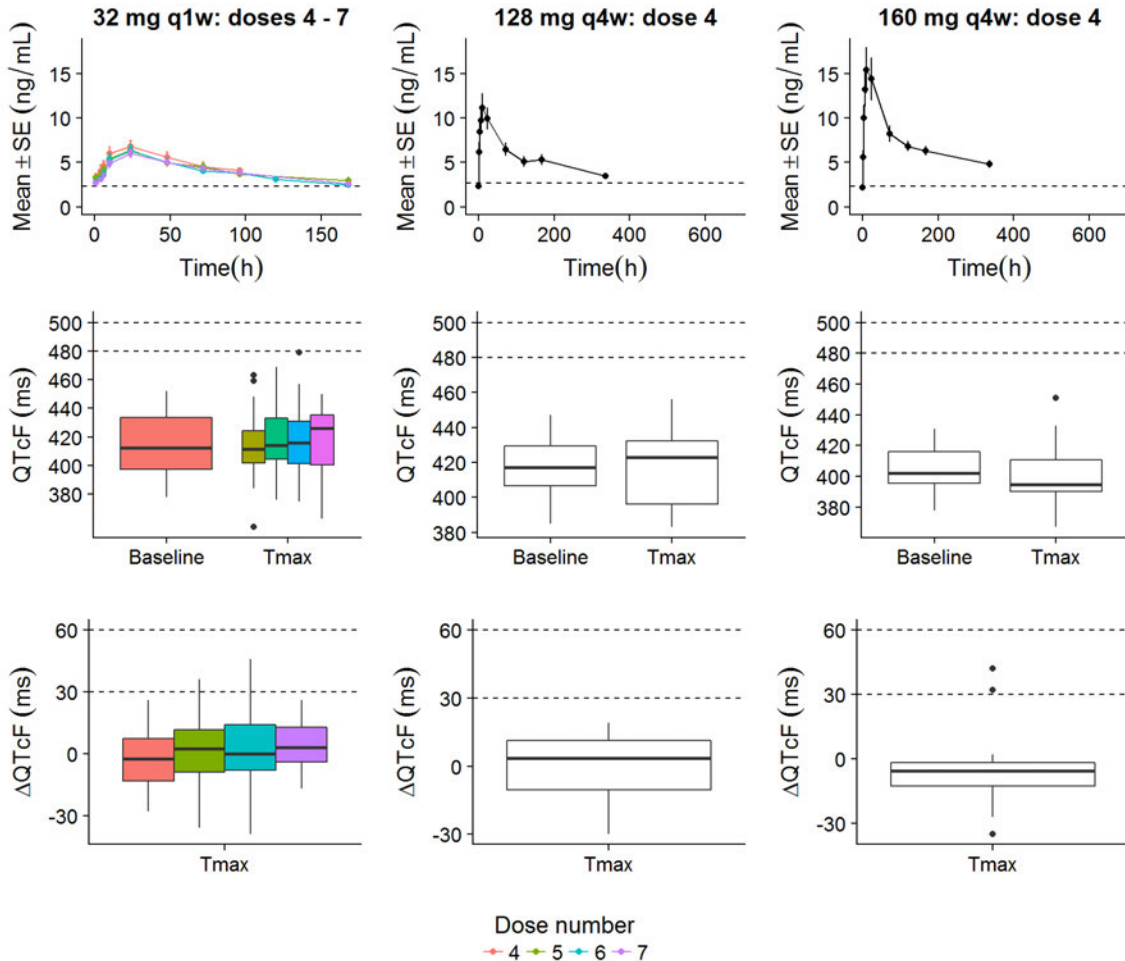 32 mg q1w: doses 4 - 7
128 mg q4w: dose 4
160 mg q4w: dose 4
Mean ± SE (ng/mL)
15
10
5
0
0 50 100 150
Time(h)
Mean ± SE (ng/mL)
15
10
5
0
0 200 400 600
Time(h)
Mean ± SE (ng/mL)
15
10
5
0
0 200 400 600
Time(h)
QTcF (ms)
500
480
460
440
420
400
380
Baseline Tmax
QTcF (ms)
500
480
460
440
420
400
380
Baseline Tmax
QTcF (ms)
500
480
460
440
420
400
380
Baseline Tmax
ΔQTcF (ms)
60
30
0
-30
Tmax
ΔQTcF (ms)
60
30
0
-30
Tmax
ΔQTcF (ms)
60
30
0
-30
Tmax
Dose number
4 5 6 7